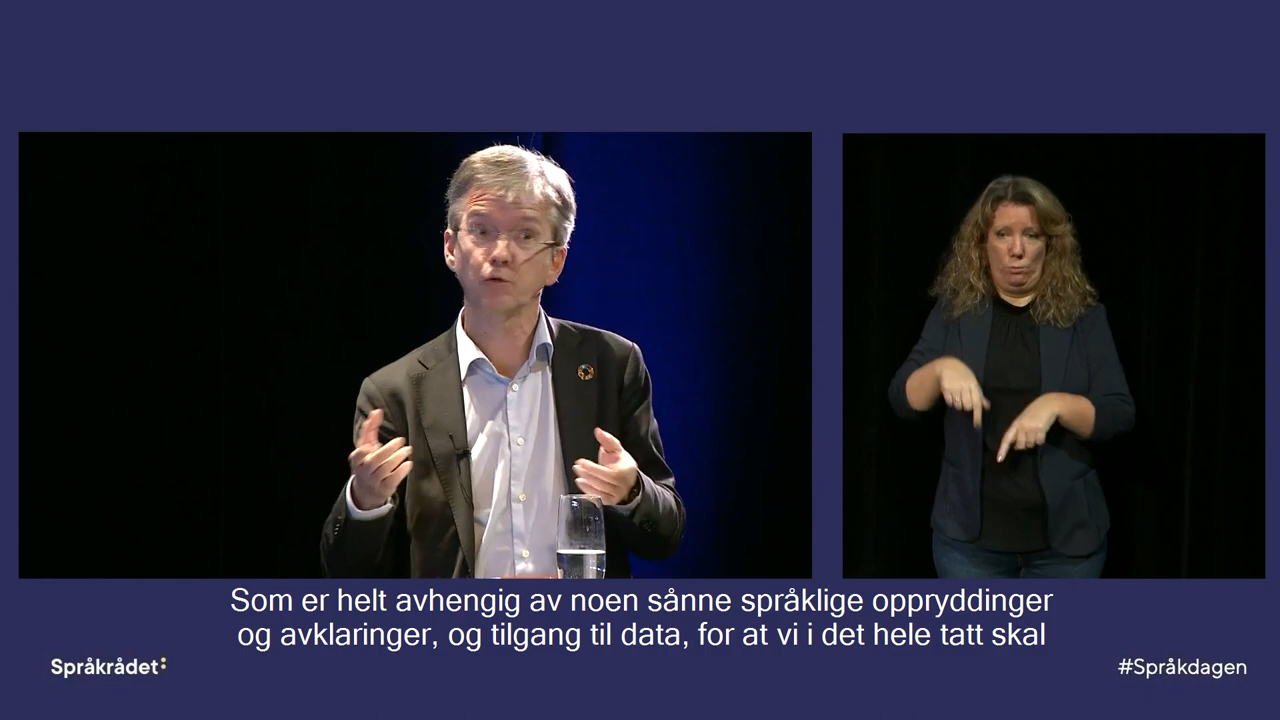 Som er helt avhengig av noen sånne språklige oppryddinger
og avklaringer, og tilgang til data, for at vi i det hele tatt skal
Språkrådet:
#Språkdagen